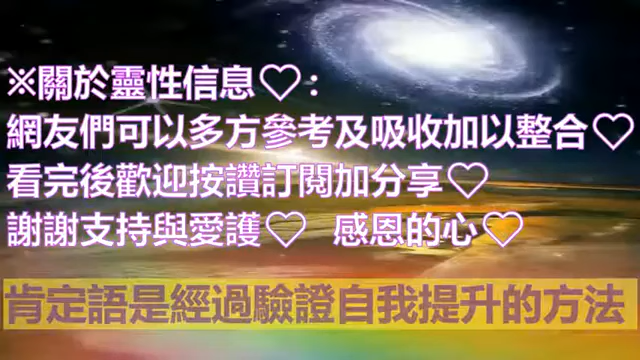 ※關於靈性信息♡:
網友們可以多方參考及吸收加以整合♡
看完後歡迎按讚訂閱加分享♡
謝謝支持與愛護♡ 感恩的心♡
肯定語是經過驗證自我提升的方法